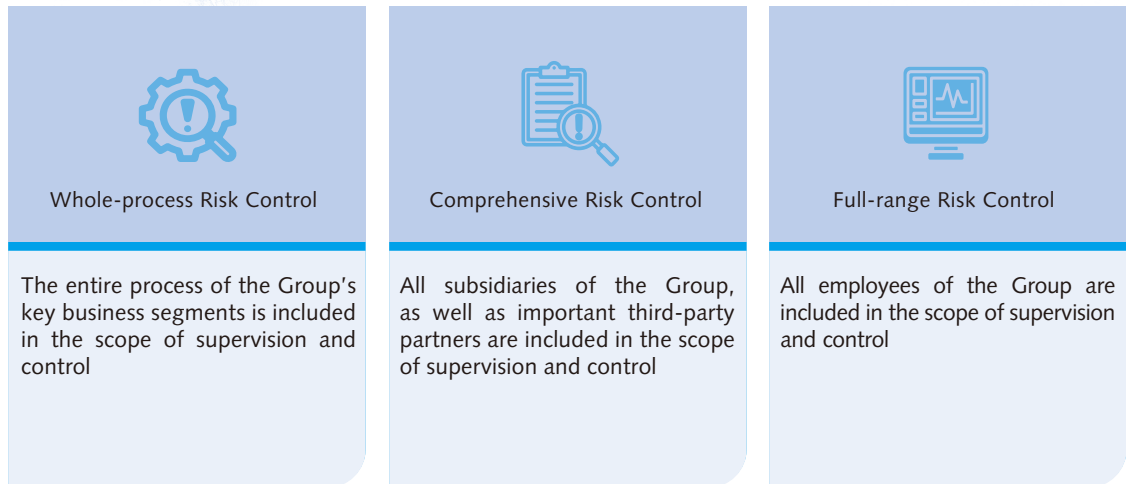 Whole-process Risk Control
The entire process of the Group's
key business segments is included
in the scope of supervision and
control
Comprehensive Risk Control
All subsidiaries of the Group,
as well as important third-party
partners are included in the scope
of supervision and control
Full-range Risk Control
All employees of the Group are
included in the scope of supervision
and control